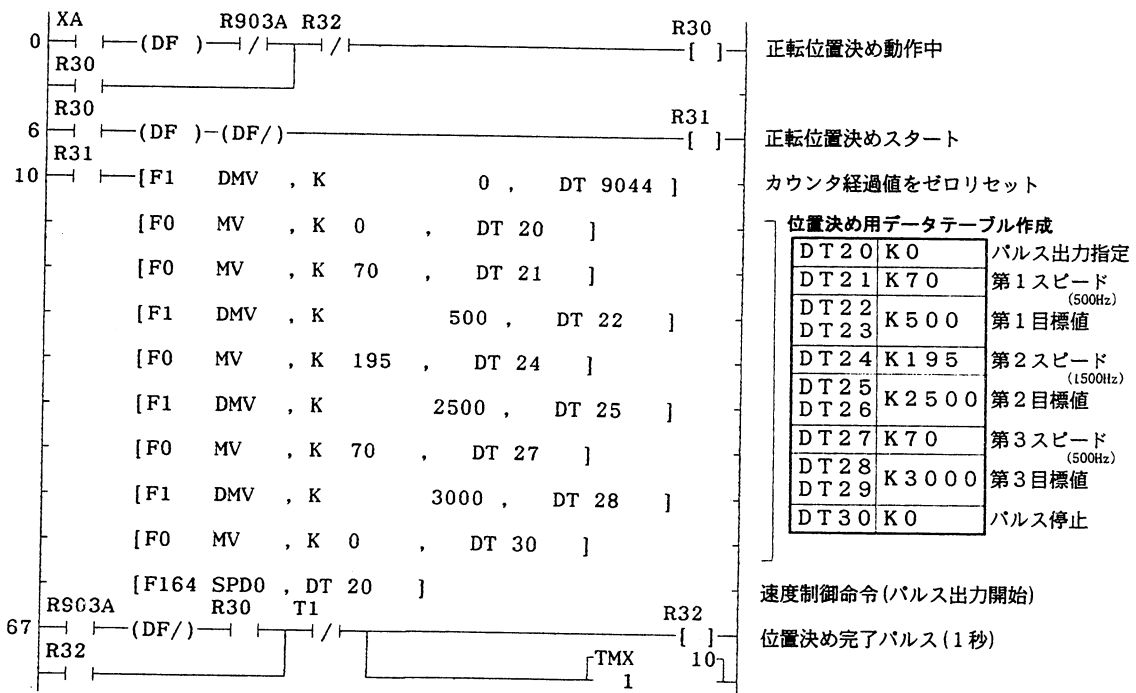 XA R903A R32 R30
0 (DF ) / / [ ] 正転位置決め動作中
R30
R30 R31
6 (DF )-(DF/) [ ] 正転位置決めスタート
R31
10 [F1 DMV , K 0 , DT 9044 ] カウンタ経過値をゼロリセット
[F0 MV , K 0 , DT 20 ]
[F0 MV , K 70 , DT 21 ]
[F1 DMV , K 500 , DT 22 ]
[F0 MV , K 195 , DT 24 ]
[F1 DMV , K 2500 , DT 25 ]
[F0 MV , K 70 , DT 27 ]
[F1 DMV , K 3000 , DT 28 ]
[F0 MV , K 0 , DT 30 ]
[F164 SPD0 , DT 20 ] 速度制御命令(パルス出力開始)
位置決め用データテーブル作成
DT20 K0 パルス出力指定
DT21 K70 第1スピード
(500Hz)
DT22
DT23 K500 第1目標値
DT24 K195 第2スピード
(1500Hz)
DT25
DT26 K2500 第2目標値
DT27 K70 第3スピード
(500Hz)
DT28
DT29 K3000 第3目標値
DT30 K0 パルス停止
R903A R30 T1 R32
67 (DF/) / [ ] 位置決め完了パルス(1秒)
R32 TMX 10
1